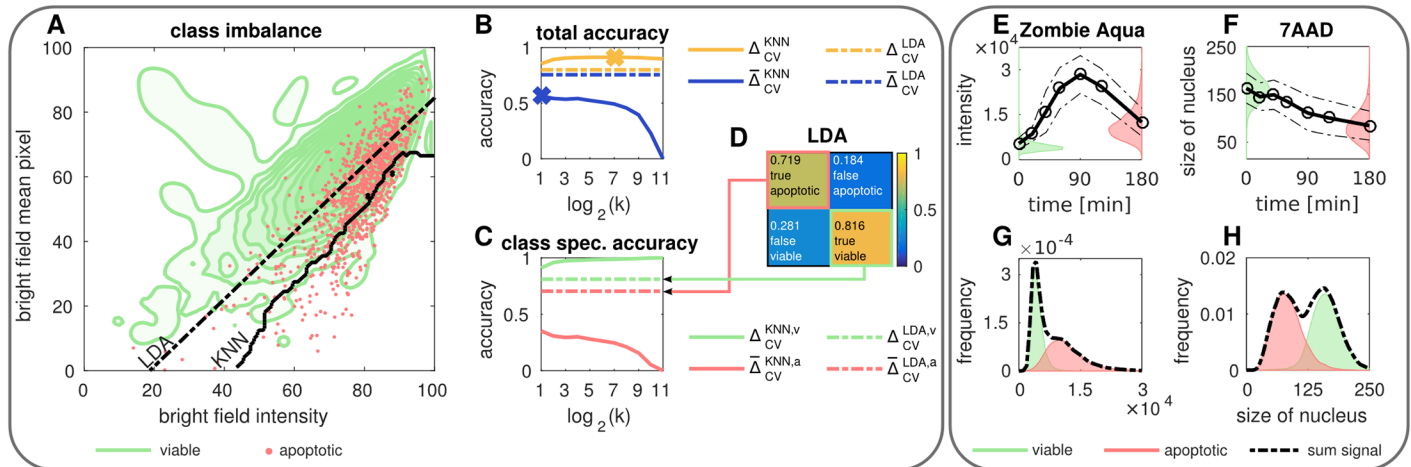 A
class imbalance
100
80
60
40
20
0
0 20 40 60 80 100
bright field mean pixel
bright field intensity
LDA
KNN
viable
apoptotic
B
total accuracy
1
0.5
0
accuracy
1 3 5 7 9 11
log2(k)
Δ KNN CV
Δ̄ KNN CV
Δ LDA CV
Δ̄ LDA CV
C
class spec. accuracy
1
0.5
0
accuracy
1 3 5 7 9 11
log2(k)
Δ KNN,v CV
Δ̄ KNN,a CV
Δ LDA,v CV
Δ̄ LDA,a CV
D
LDA
0.719
true
apoptotic
0.184
false
apoptotic
0.281
false
viable
0.816
true
viable
1
0.5
0
E
×10^4
Zombie Aqua
3
1.5
0
intensity
0 90 180
time [min]
F
7AAD
250
150
50
size of nucleus
0 90 180
time [min]
G
×10^-4
3
1.5
0
frequency
0 1.5 3
×10^4
H
0.02
0.01
0
frequency
0 125 250
size of nucleus
viable
apoptotic
sum signal